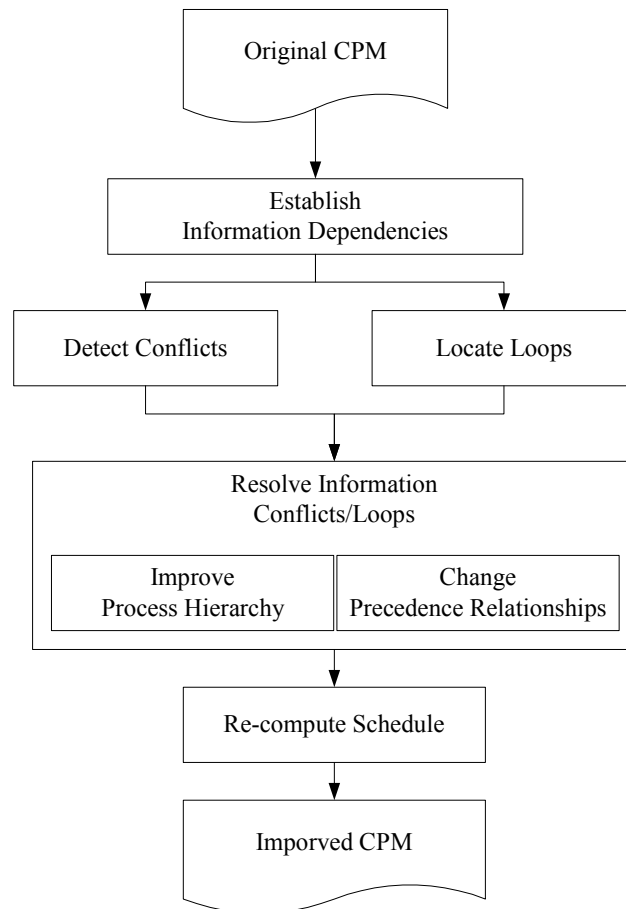 Original CPM
Establish
Information Dependencies
Detect Conflicts
Locate Loops
Resolve Information
Conflicts/Loops
Improve
Process Hierarchy
Change
Precedence Relationships
Re-compute Schedule
Imporved CPM